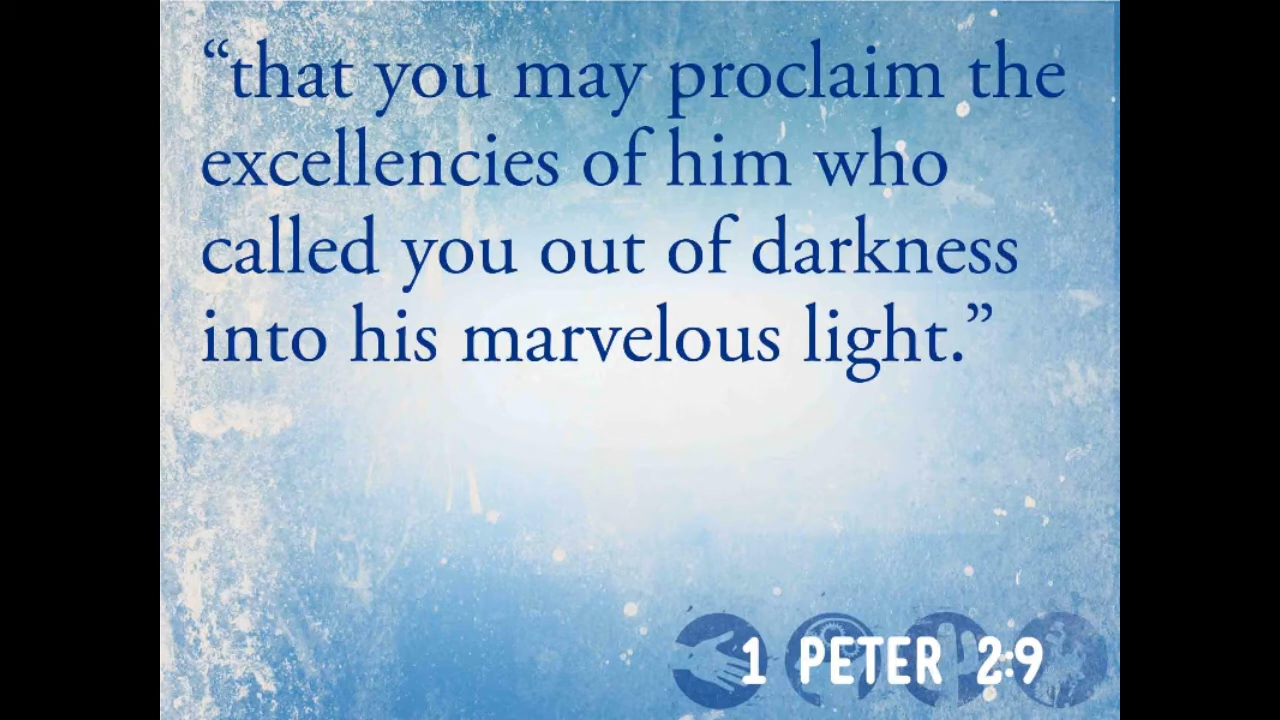 “that you may proclaim the
excellencies of him who
called you out of darkness
into his marvelous light.”
1 PETER 2:9